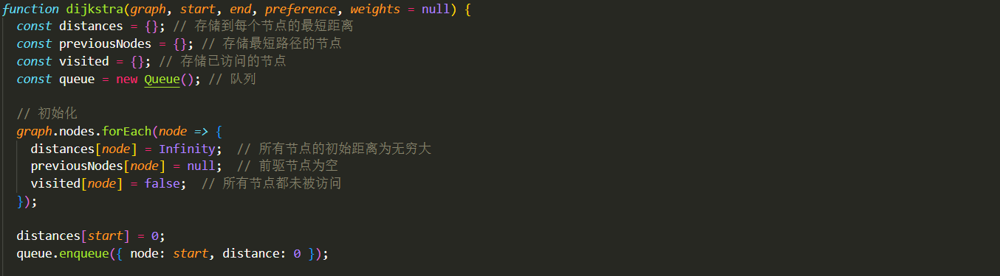 function dijkstra(graph, start, end, preference, weights = null) {
  const distances = {}; // 存储到每个节点的最短距离
  const previousNodes = {}; // 存储最短路径的节点
  const visited = {}; // 存储已访问的节点
  const queue = new Queue(); // 队列

  // 初始化
  graph.nodes.forEach(node => {
    distances[node] = Infinity;  // 所有节点的初始距离为无穷大
    previousNodes[node] = null;  // 前驱节点为空
    visited[node] = false;  // 所有节点都未被访问
  });

  distances[start] = 0;
  queue.enqueue({ node: start, distance: 0 });